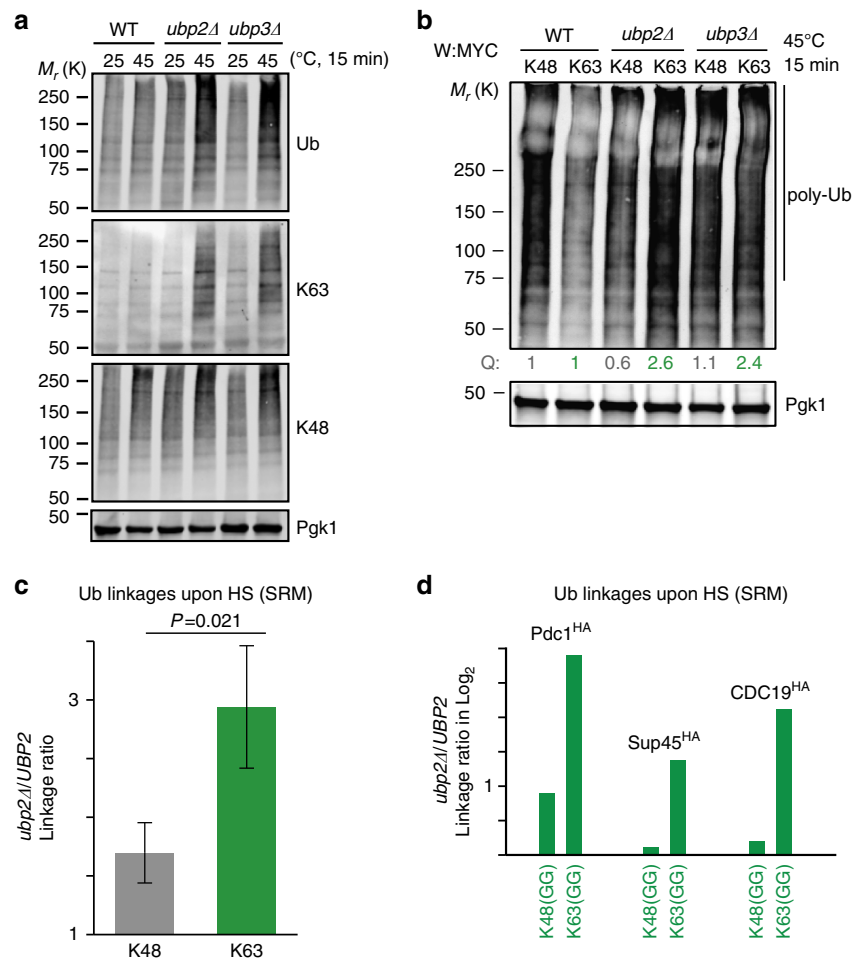 a
WT ubp2Δ ubp3Δ
25 45 25 45 25 45 (°C, 15 min)
Mr (K)
250
150
100
75
50
Ub
250
150
100
75
50
K63
250
150
100
75
50
K48
50
Pgk1
b
W:MYC WT ubp2Δ ubp3Δ 45°C
K48 K63 K48 K63 K48 K63 15 min
Mr (K)
250
150
100
75
50
poly-Ub
Q: 1 1 0.6 2.6 1.1 2.4
50
Pgk1
c
Ub linkages upon HS (SRM)
P=0.021
ubp2Δ/UBP2
Linkage ratio
3
1
K48 K63
d
Ub linkages upon HS (SRM)
ubp2Δ/UBP2
Linkage ratio in Log2
1
Pdc1HA
Sup45HA
CDC19HA
K48(GG)
K63(GG)
K48(GG)
K63(GG)
K48(GG)
K63(GG)